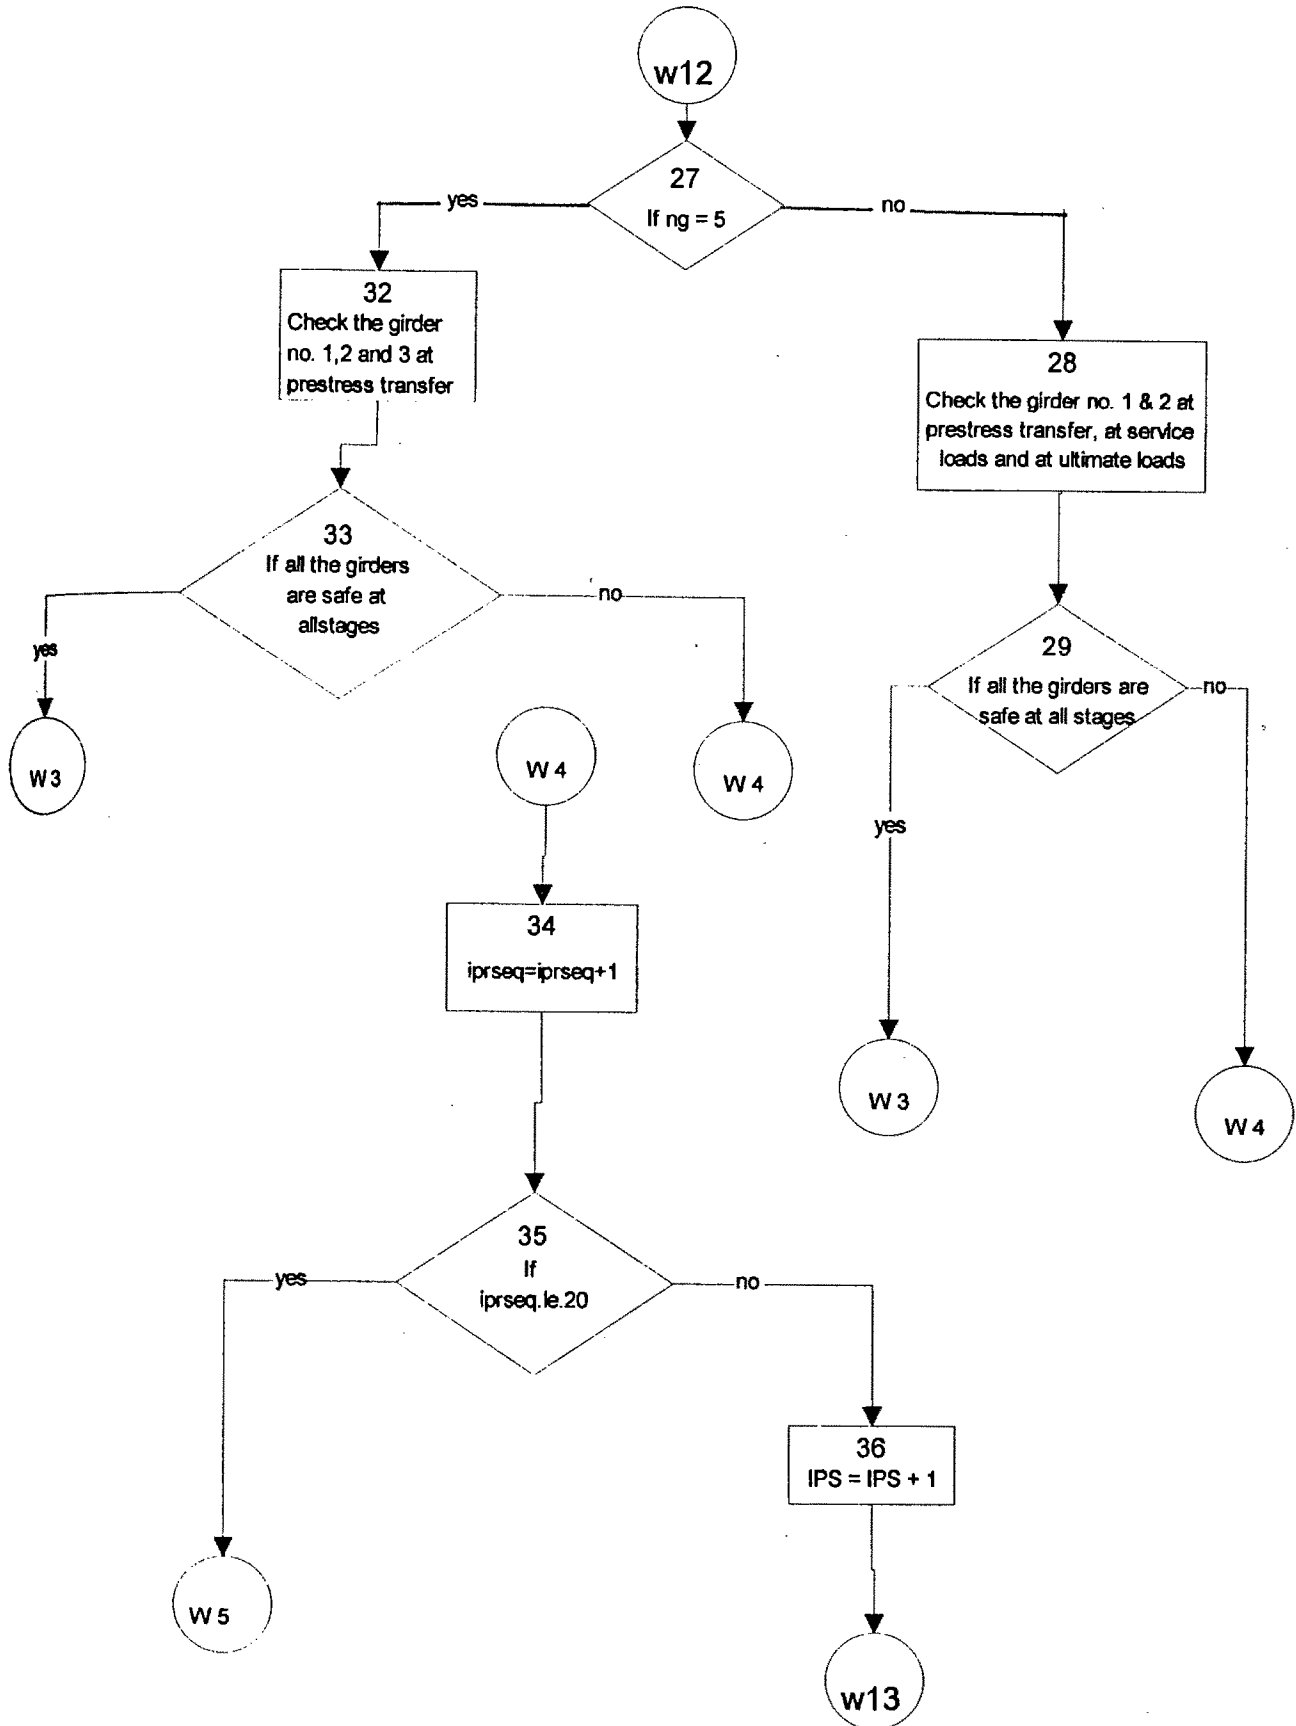 w12
27
If ng = 5
yes
no
32
Check the girder
no. 1,2 and 3 at
prestress transfer
28
Check the girder no. 1 & 2 at
prestress transfer, at service
loads and at ultimate loads
33
If all the girders
are safe at
allstages
yes
no
29
If all the girders are
safe at all stages
yes
no
W 3
W 4
W 4
34
iprseq=iprseq+1
W 3
W 4
35
If
iprseq.le.20
yes
no
36
IPS = IPS + 1
W 5
w13